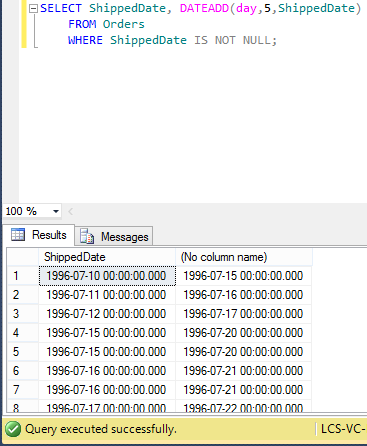 SELECT ShippedDate, DATEADD(day,5,ShippedDate)
FROM Orders
WHERE ShippedDate IS NOT NULL;
100 %
Results Messages
ShippedDate (No column name)
1 1996-07-10 00:00:00.000 1996-07-15 00:00:00.000
2 1996-07-11 00:00:00.000 1996-07-16 00:00:00.000
3 1996-07-12 00:00:00.000 1996-07-17 00:00:00.000
4 1996-07-15 00:00:00.000 1996-07-20 00:00:00.000
5 1996-07-15 00:00:00.000 1996-07-20 00:00:00.000
6 1996-07-16 00:00:00.000 1996-07-21 00:00:00.000
7 1996-07-16 00:00:00.000 1996-07-21 00:00:00.000
8 1996-07-17 00:00:00.000 1996-07-22 00:00:00.000
Query executed successfully. LCS-VC-